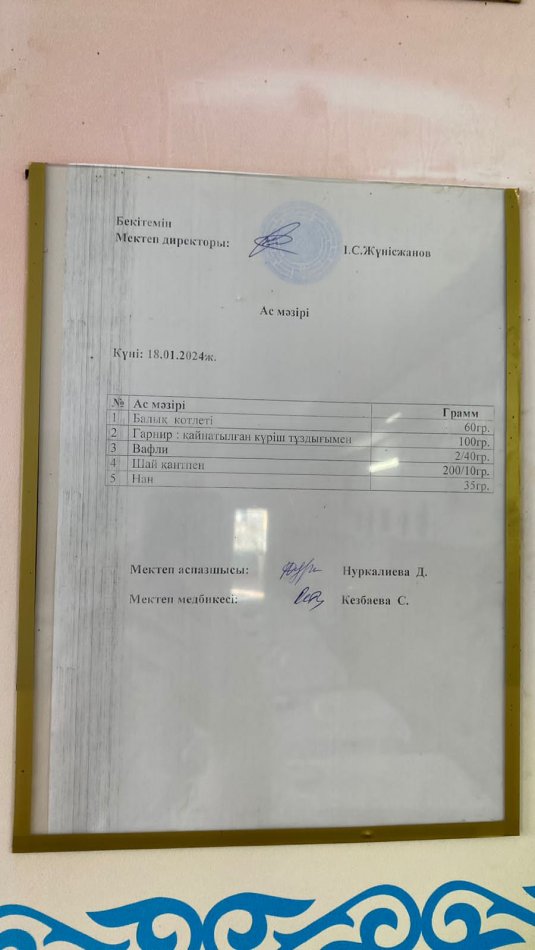 Бекітемін
Мектеп директоры: І.С.Жүнісжанов
Ас мәзірі
Күні: 18.01.2024ж.
№ Ас мәзірі Грамм
1 Балық котлеті 60гр.
2 Гарнир : қайнатылған күріш тұздығымен 100гр.
3 Вафли 2/40гр.
4 Шай қантпен 200/10гр.
5 Нан 35гр.
Мектеп аспазшысы: Нуркалиева Д.
Мектеп медбикесі: Кезбаева С.